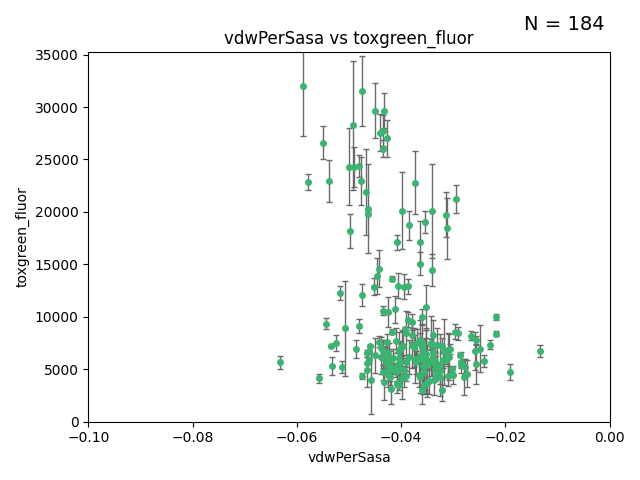 N = 184
vdwPerSasa vs toxgreen_fluor
35000
30000
25000
20000
15000
10000
5000
0
toxgreen_fluor
−0.10 −0.08 −0.06 −0.04 −0.02 0.00
vdwPerSasa